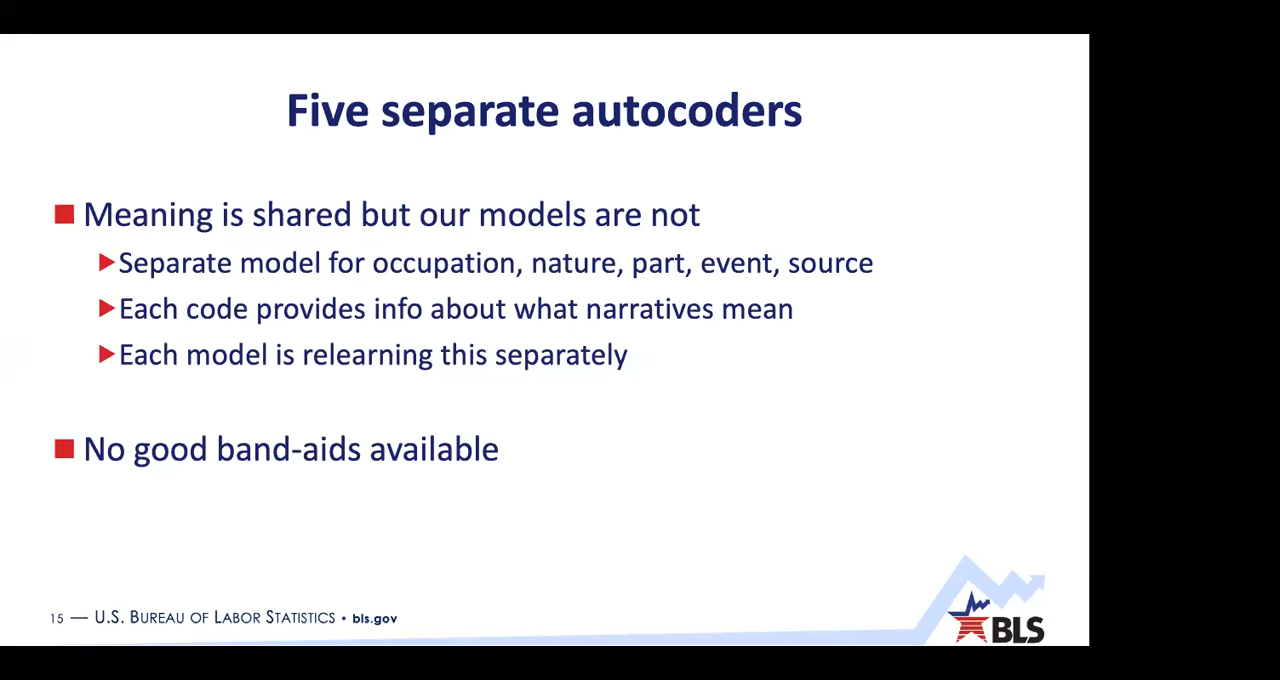 Five separate autocoders
Meaning is shared but our models are not
Separate model for occupation, nature, part, event, source
Each code provides info about what narratives mean
Each model is relearning this separately
No good band-aids available
15 — U.S. BUREAU OF LABOR STATISTICS • bls.gov
BLS